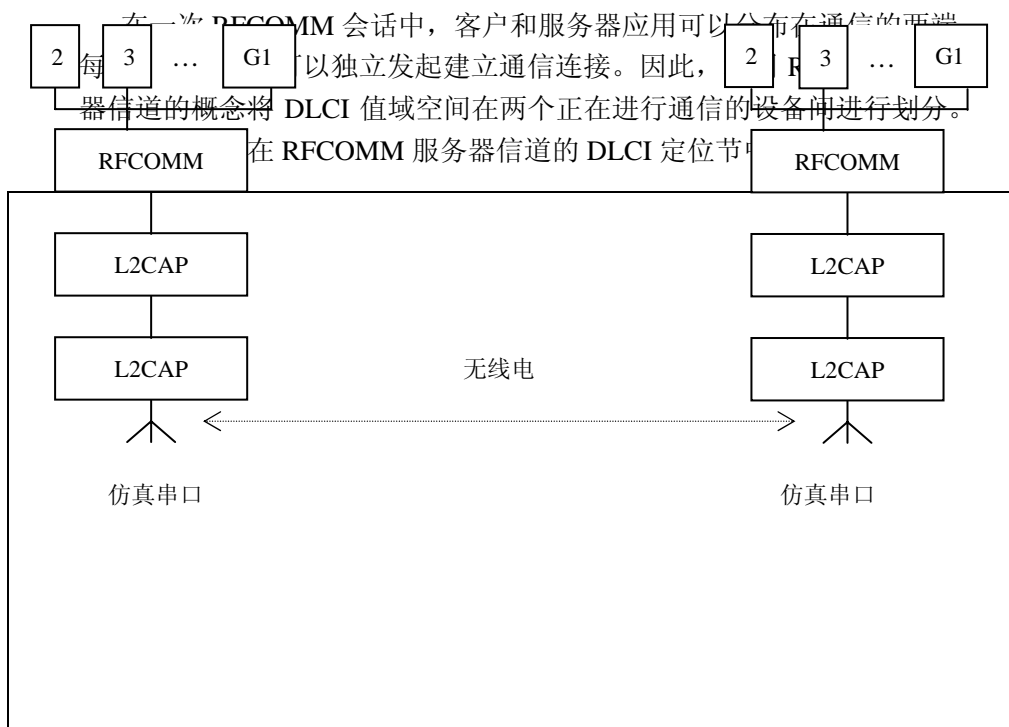 在一次 RFCOMM 会话中，客户和服务器应用可以分布在通信的两端，
每 可以独立发起建立通信连接。因此， R
器信道的概念将 DLCI 值域空间在两个正在进行通信的设备间进行划分。
在 RFCOMM 服务器信道的 DLCI 定位节中
2 3 … G1 2 3 … G1
RFCOMM RFCOMM
L2CAP L2CAP
L2CAP 无线电 L2CAP
仿真串口 仿真串口